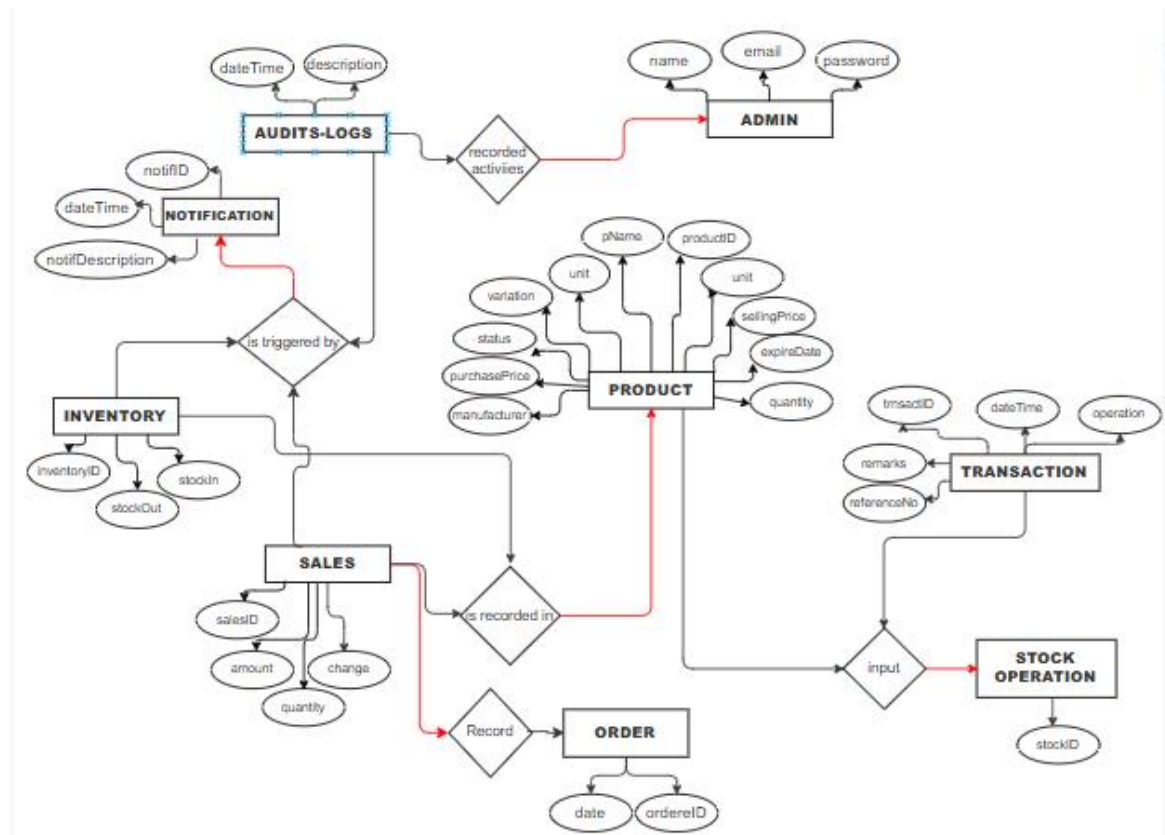 name
email
password
dateTime
description
AUDITS-LOGS
ADMIN
recorded
activiies
notifID
dateTime
NOTIFICATION
notifDescription
pName
productID
unit
unit
variation
sellingPrice
status
is triggered by
expireDate
purchasePrice
PRODUCT
manufarurer
quantity
INVENTORY
trnsactID
dateTime
operation
inventoryID
stockIn
stockOut
remarks
TRANSACTION
referenceNo
SALES
is recorded in
salesID
amount
change
quantity
input
STOCK
OPERATION
Record
ORDER
stockID
date
ordereID